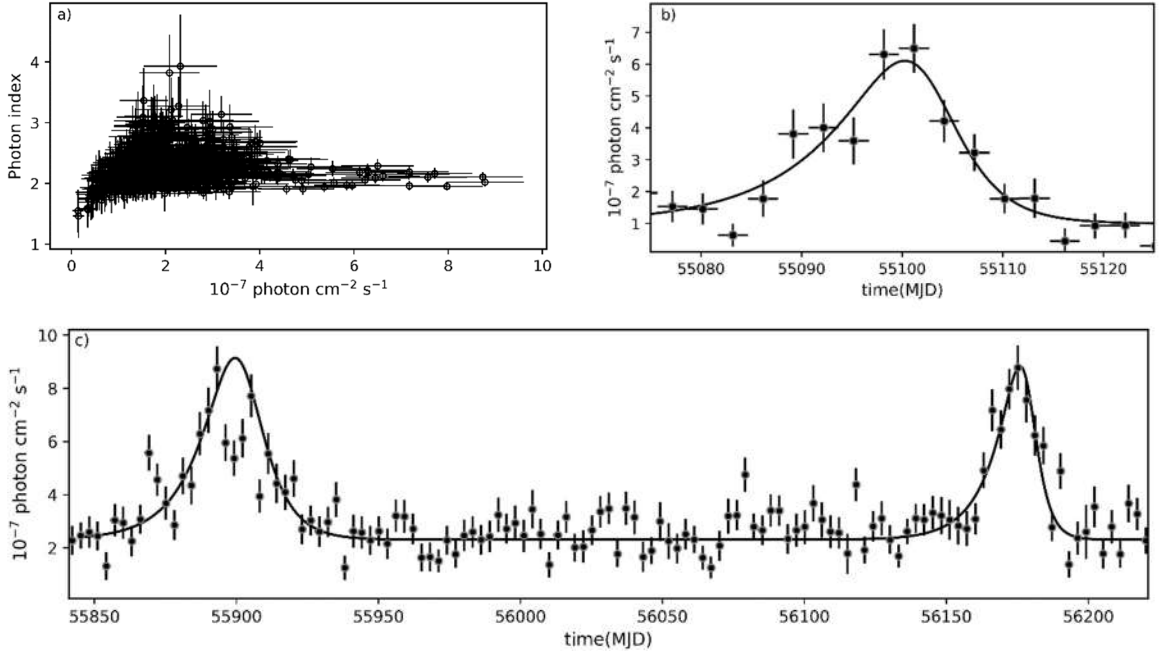 a)
Photon index
4
3
2
1
0 2 4 6 8 10
10⁻⁷ photon cm⁻² s⁻¹
b)
10⁻⁷ photon cm⁻² s⁻¹
7
6
5
4
3
2
1
55080 55090 55100 55110 55120
time(MJD)
c)
10⁻⁷ photon cm⁻² s⁻¹
10
8
6
4
2
55850 55900 55950 56000 56050 56100 56150 56200
time(MJD)